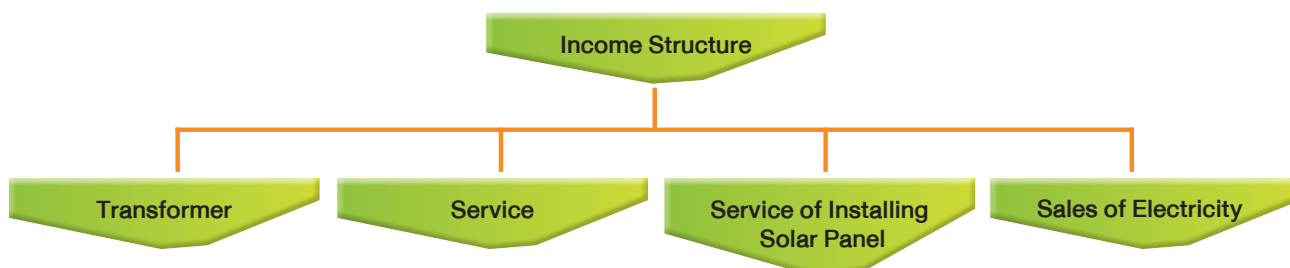 Income Structure
Transformer
Service
Service of Installing
Solar Panel
Sales of Electricity